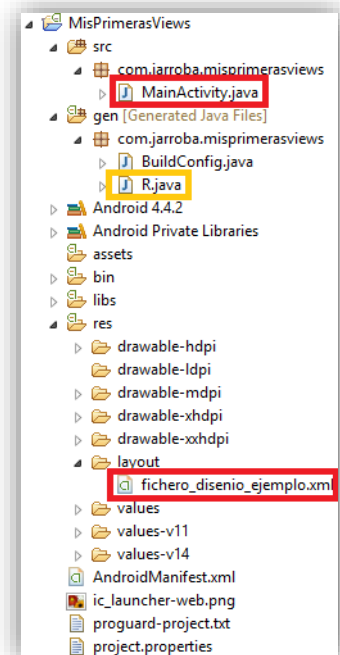 MisPrimerasViews
src
com.jarroba.misprimerasviews
MainActivity.java
gen [Generated Java Files]
com.jarroba.misprimerasviews
BuildConfig.java
R.java
Android 4.4.2
Android Private Libraries
assets
bin
libs
res
drawable-hdpi
drawable-ldpi
drawable-mdpi
drawable-xhdpi
drawable-xxhdpi
layout
fichero_disenio_ejemplo.xml
values
values-v11
values-v14
AndroidManifest.xml
ic_launcher-web.png
proguard-project.txt
project.properties